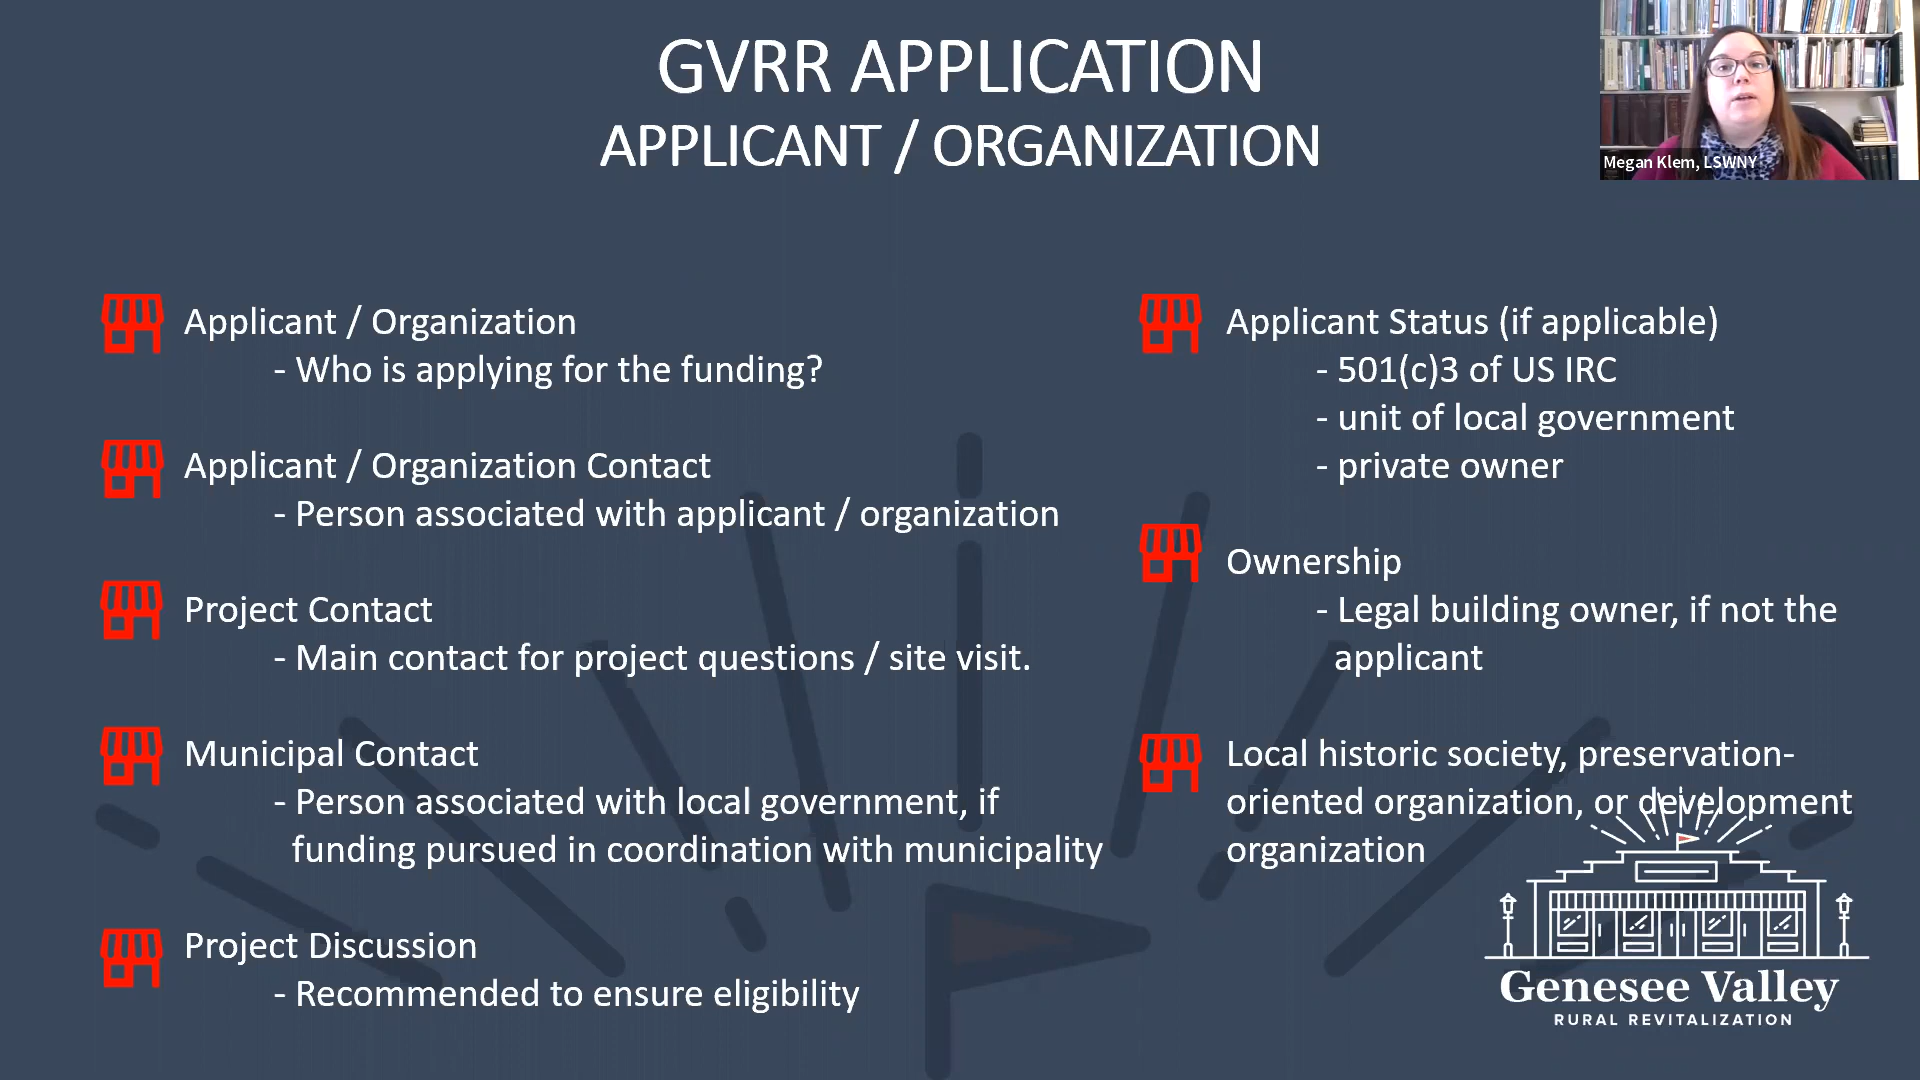 GVRR APPLICATION
APPLICANT / ORGANIZATION
Megan Klem, LSWNY
Applicant / Organization
- Who is applying for the funding?
Applicant / Organization Contact
- Person associated with applicant / organization
Project Contact
- Main contact for project questions / site visit.
Municipal Contact
- Person associated with local government, if
funding pursued in coordination with municipality
Project Discussion
- Recommended to ensure eligibility
Applicant Status (if applicable)
- 501(c)3 of US IRC
- unit of local government
- private owner
Ownership
- Legal building owner, if not the
applicant
Local historic society, preservation-
oriented organization, or development
organization
Genesee Valley
RURAL REVITALIZATION